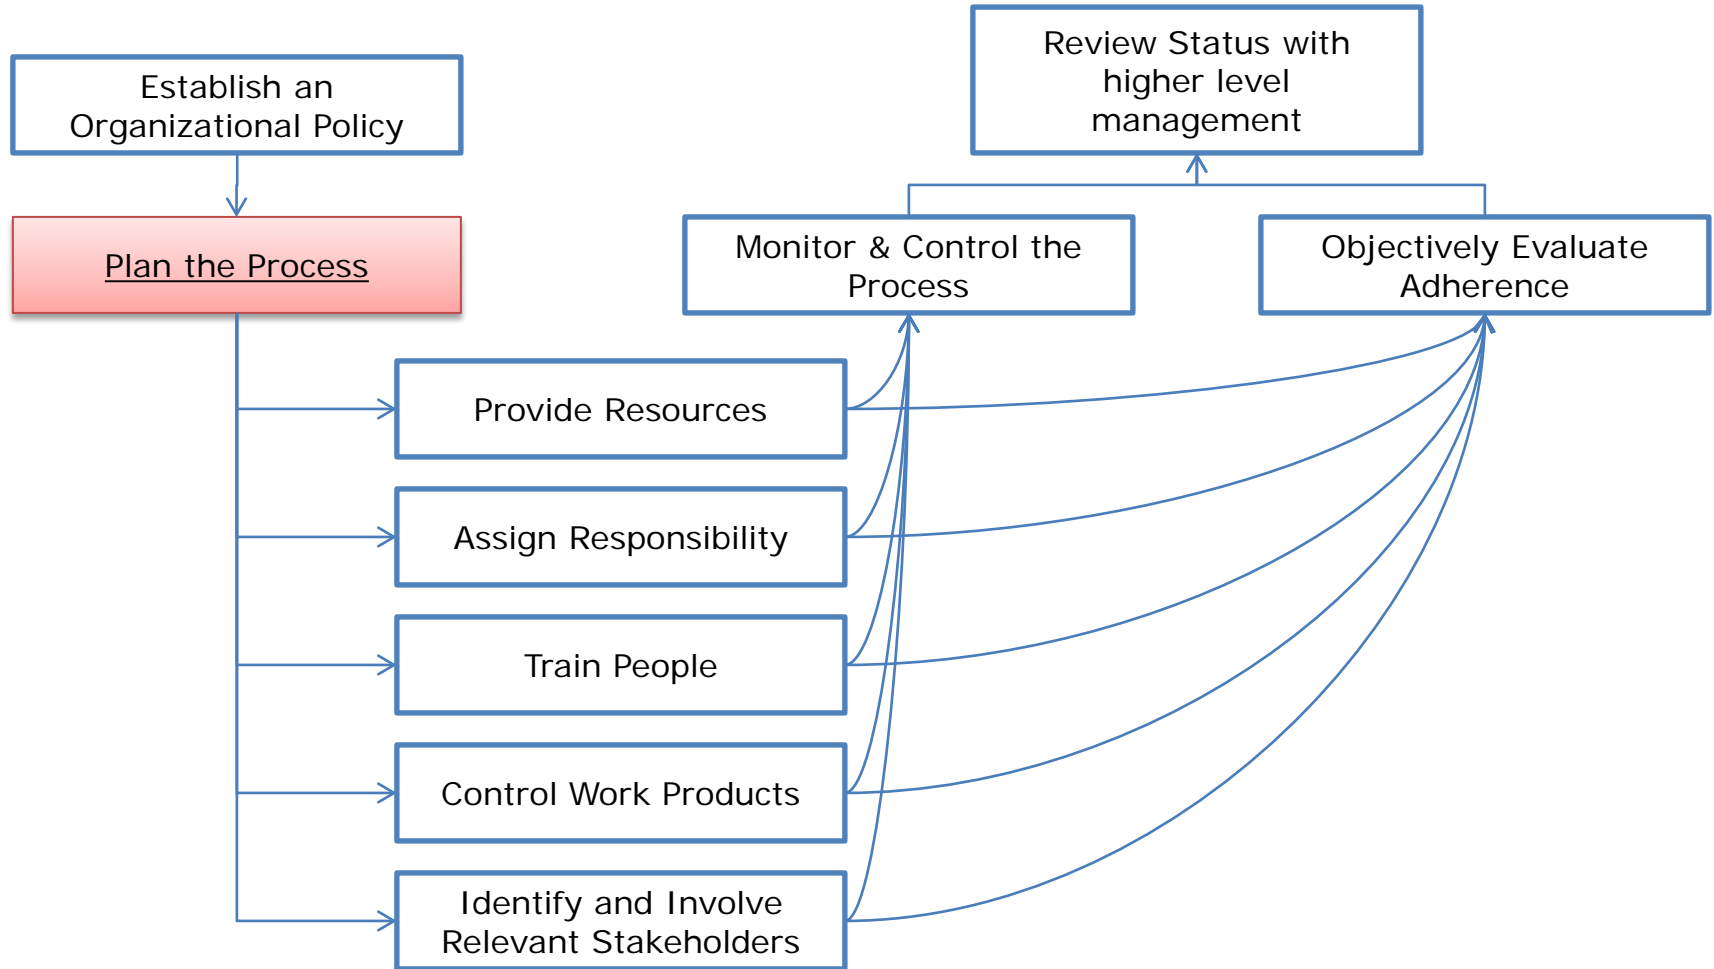 Establish an
Organizational Policy
Review Status with
higher level
management
Plan the Process
Monitor & Control the
Process
Objectively Evaluate
Adherence
Provide Resources
Assign Responsibility
Train People
Control Work Products
Identify and Involve
Relevant Stakeholders